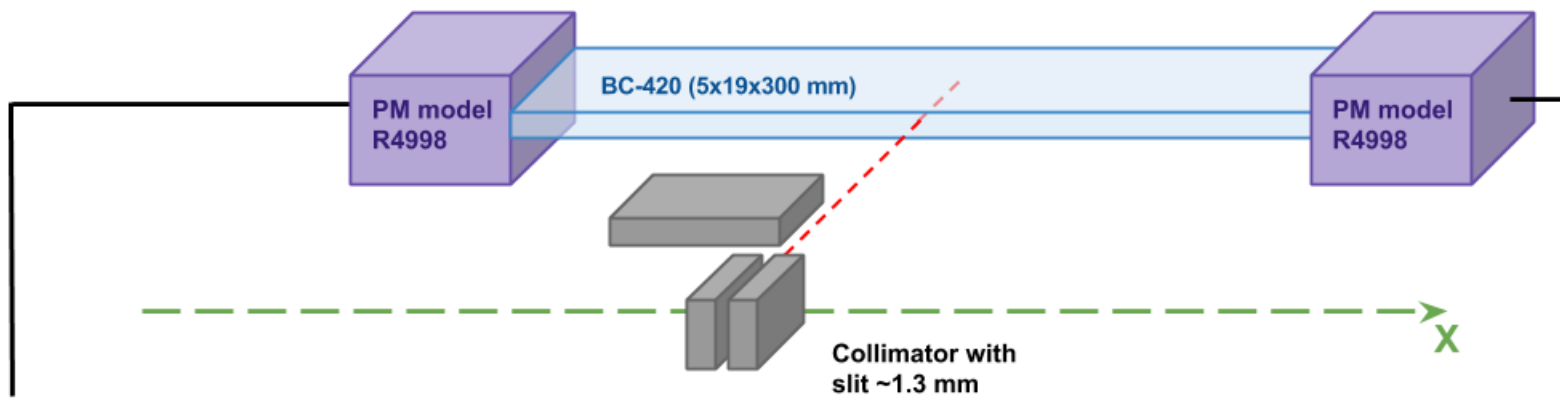 PM model
R4998
BC-420 (5x19x300 mm)
PM model
R4998
X
Collimator with
slit ~1.3 mm